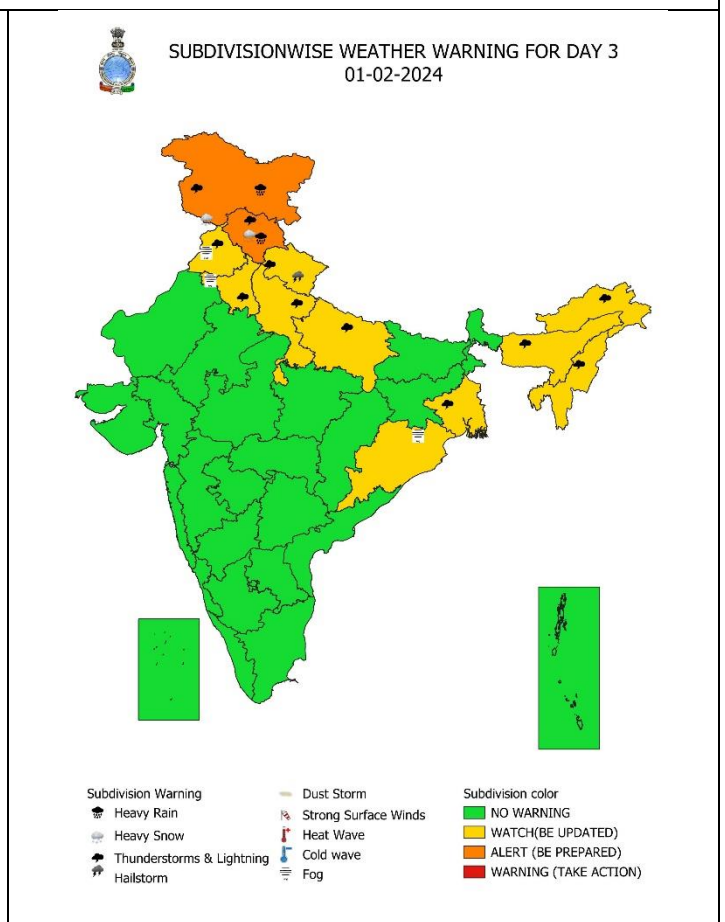 SUBDIVISIONWISE WEATHER WARNING FOR DAY 3
01-02-2024
Subdivision Warning
Heavy Rain
Heavy Snow
Thunderstorms & Lightning
Hailstorm
Dust Storm
Strong Surface Winds
Heat Wave
Cold wave
Fog
Subdivision color
NO WARNING
WATCH(BE UPDATED)
ALERT (BE PREPARED)
WARNING (TAKE ACTION)